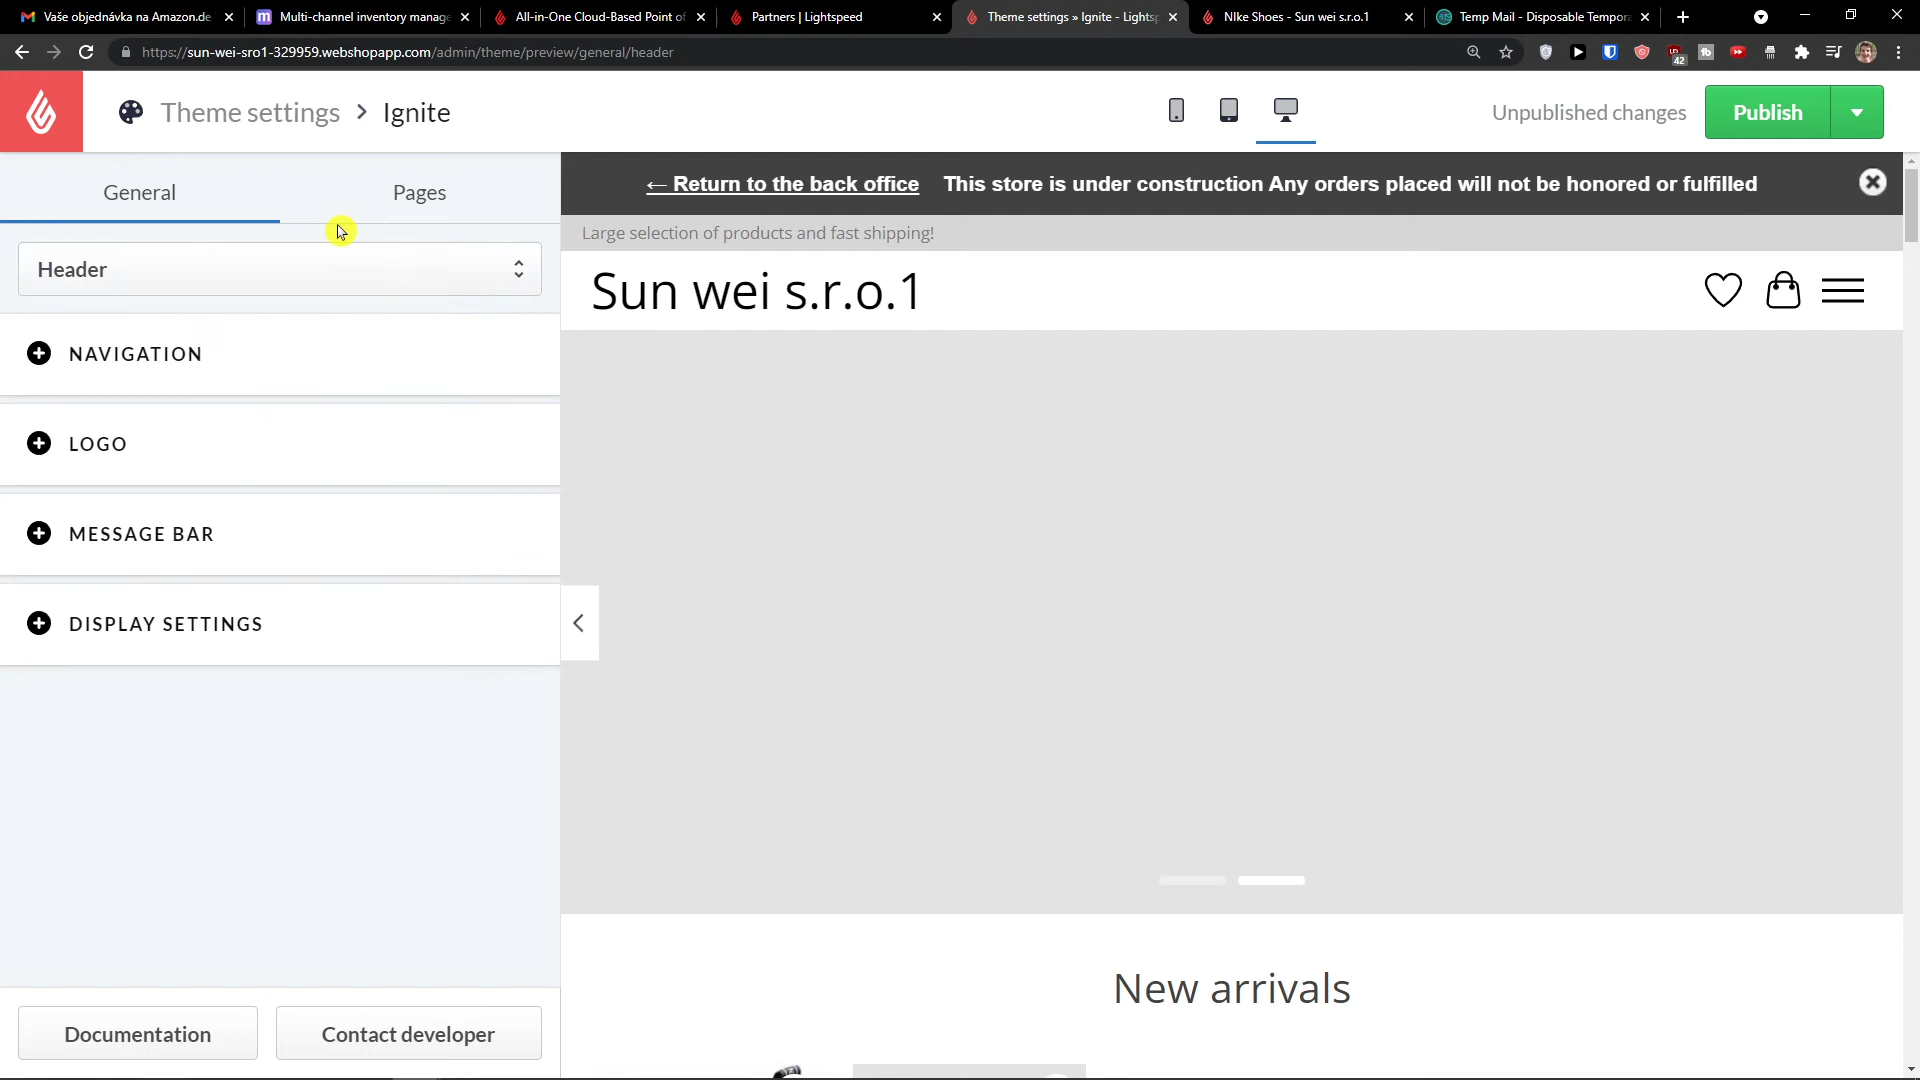 Vaše objednávka na Amazon.de
Multi-channel inventory manage
All-in-One Cloud-Based Point of
Partners | Lightspeed
Theme settings » Ignite - Lightsp
NIke Shoes - Sun wei s.r.o.1
Temp Mail - Disposable Tempora
https://sun-wei-sro1-329959.webshopapp.com/admin/theme/preview/general/header
42
Theme settings > Ignite
Unpublished changes
Publish
General
Pages
← Return to the back office
This store is under construction Any orders placed will not be honored or fulfilled
Large selection of products and fast shipping!
Header
Sun wei s.r.o.1
NAVIGATION
LOGO
MESSAGE BAR
DISPLAY SETTINGS
New arrivals
Documentation
Contact developer